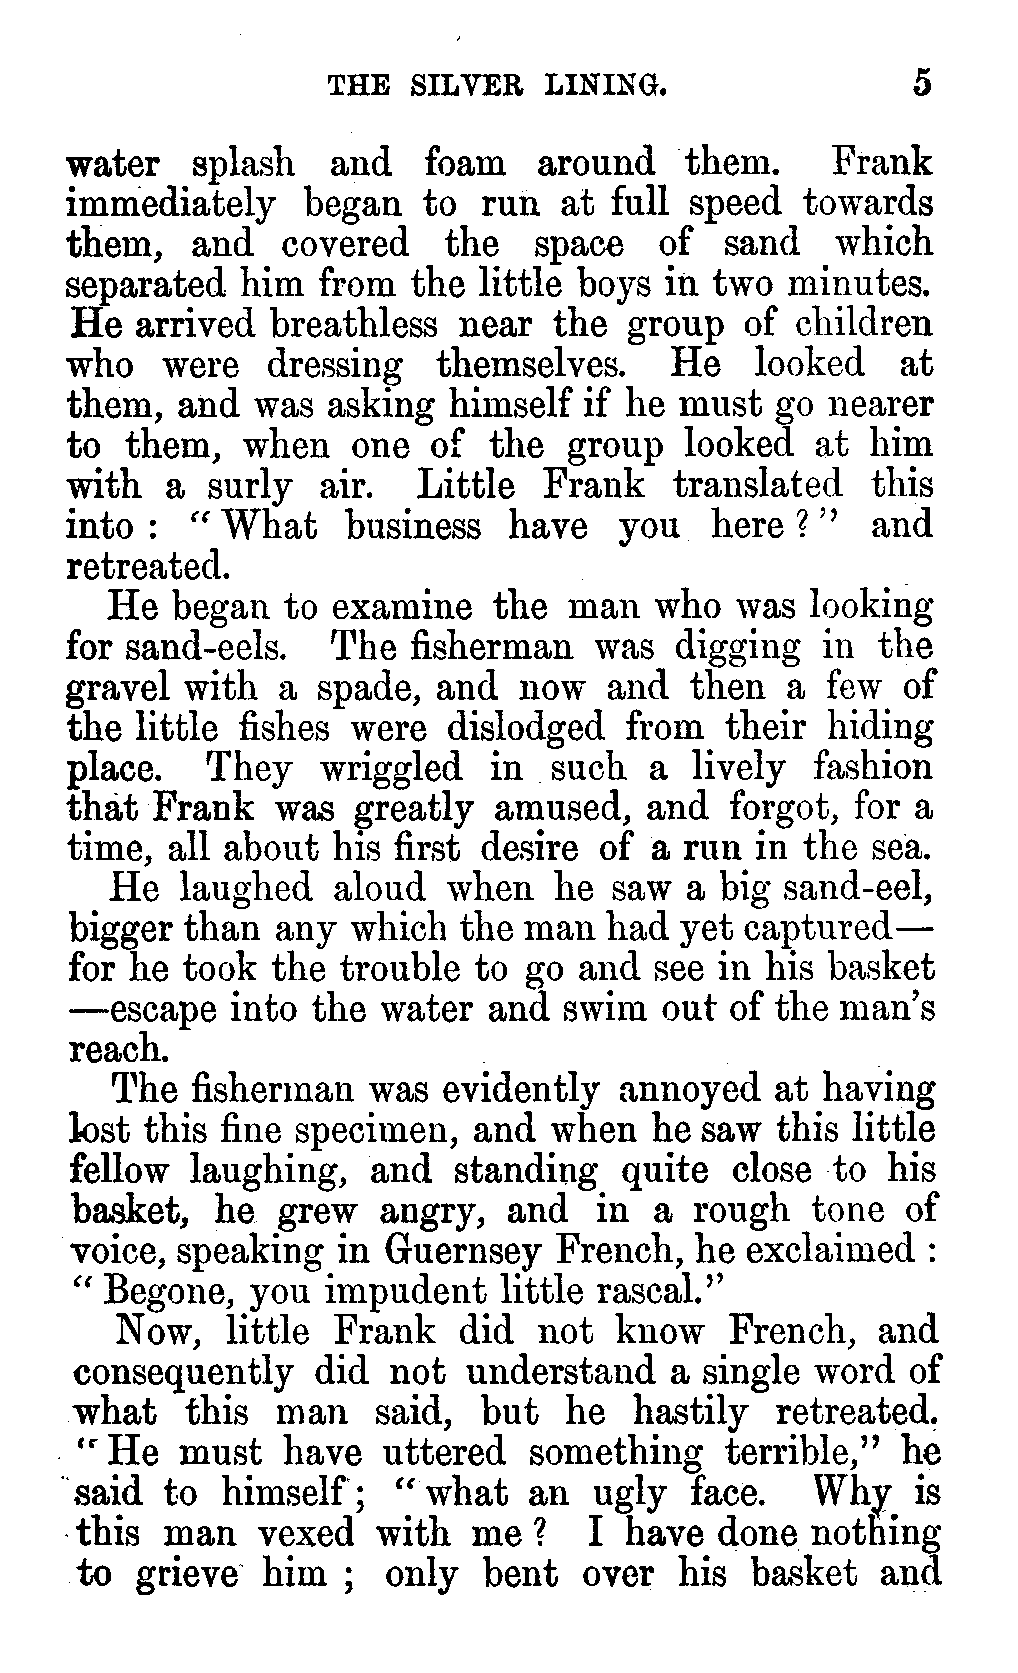 THE SILVER LINING. 5
water splash and foam around them. Frank
immediately began to run at full speed towards
them, and covered the space of sand which
separated him from the little boys in two minutes.
He arrived breathless near the group of children
who were dressing themselves. He looked at
them, and was asking himself if he must go nearer
to them, when one of the group looked at him
with a surly air. Little Frank translated this
into : “ What business have you here ? ” and
retreated.
He began to examine the man who was looking
for sand-eels. The fisherman was digging in the
gravel with a spade, and now and then a few of
the little fishes were dislodged from their hiding
place. They wriggled in such a lively fashion
that Frank was greatly amused, and forgot, for a
time, all about his first desire of a run in the sea.
He laughed aloud when he saw a big sand-eel,
bigger than any which the man had yet captured—
for he took the trouble to go and see in his basket
—escape into the water and swim out of the man’s
reach.
The fisherman was evidently annoyed at having
lost this fine specimen, and when he saw this little
fellow laughing, and standing quite close to his
basket, he grew angry, and in a rough tone of
voice, speaking in Guernsey French, he exclaimed :
“ Begone, you impudent little rascal.”
Now, little Frank did not know French, and
consequently did not understand a single word of
what this man said, but he hastily retreated.
“ He must have uttered something terrible,” he
said to himself ; “ what an ugly face. Why is
this man vexed with me ? I have done nothing
to grieve him ; only bent over his basket and